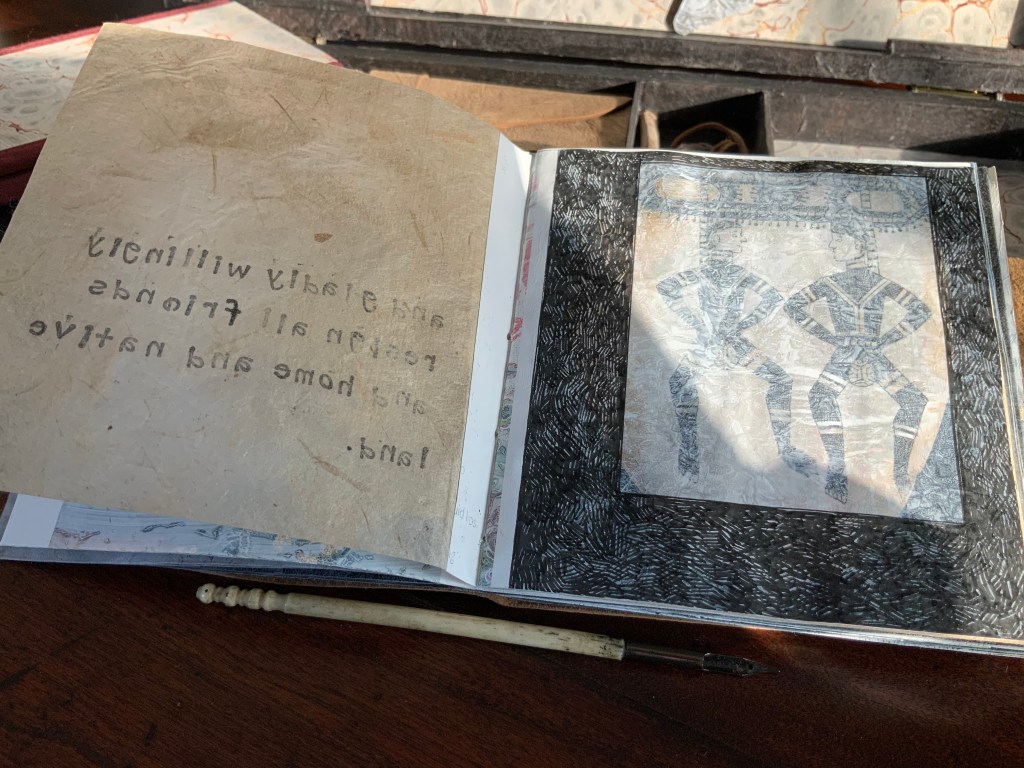 and gladly willingly
resign all friends
and home and native
land.